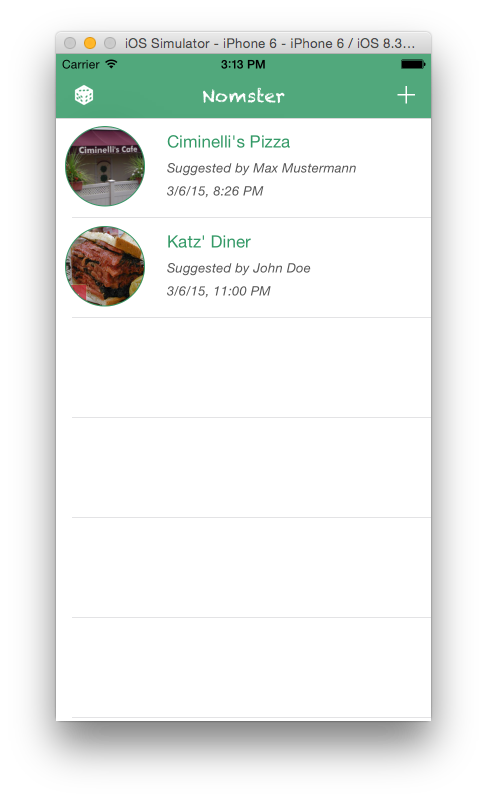 iOS Simulator - iPhone 6 - iPhone 6 / iOS 8.3...
Carrier 3:13 PM
Nomster
Ciminelli's Cafe
Ciminelli's Pizza
Suggested by Max Mustermann
3/6/15, 8:26 PM
Katz' Diner
Suggested by John Doe
3/6/15, 11:00 PM